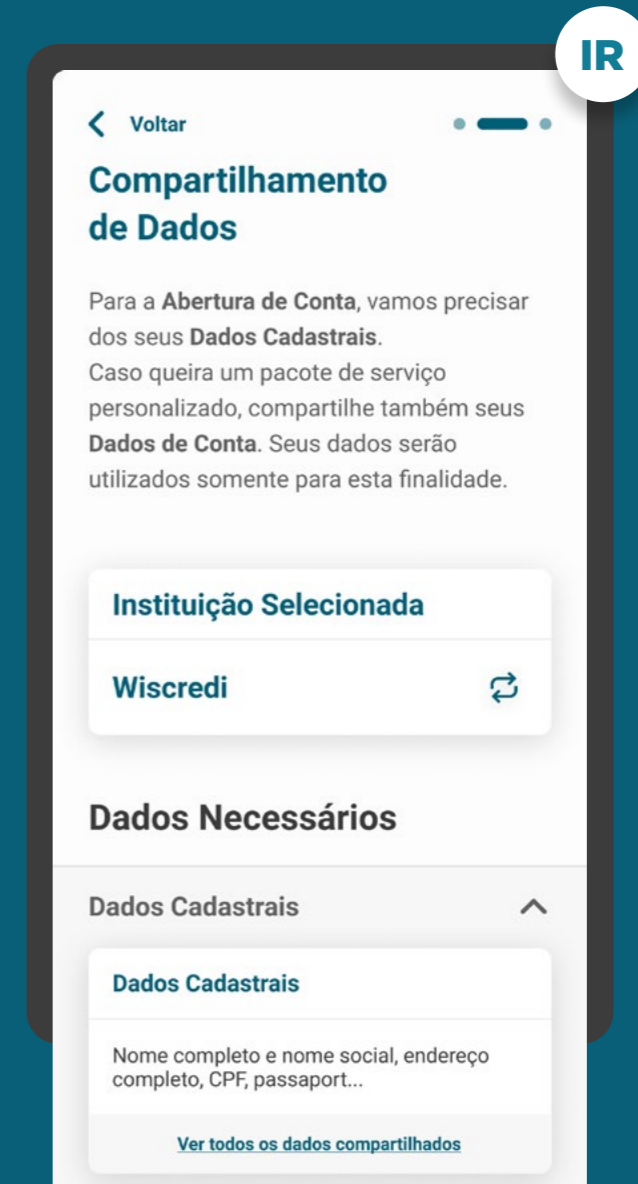 IR
Voltar
Compartilhamento
de Dados
Para a Abertura de Conta, vamos precisar
dos seus Dados Cadastrais.
Caso queira um pacote de serviço
personalizado, compartilhe também seus
Dados de Conta. Seus dados serão
utilizados somente para esta finalidade.
Instituição Selecionada
Wiscredi
Dados Necessários
Dados Cadastrais
Dados Cadastrais
Nome completo e nome social, endereço
completo, CPF, passaport...
Ver todos os dados compartilhados